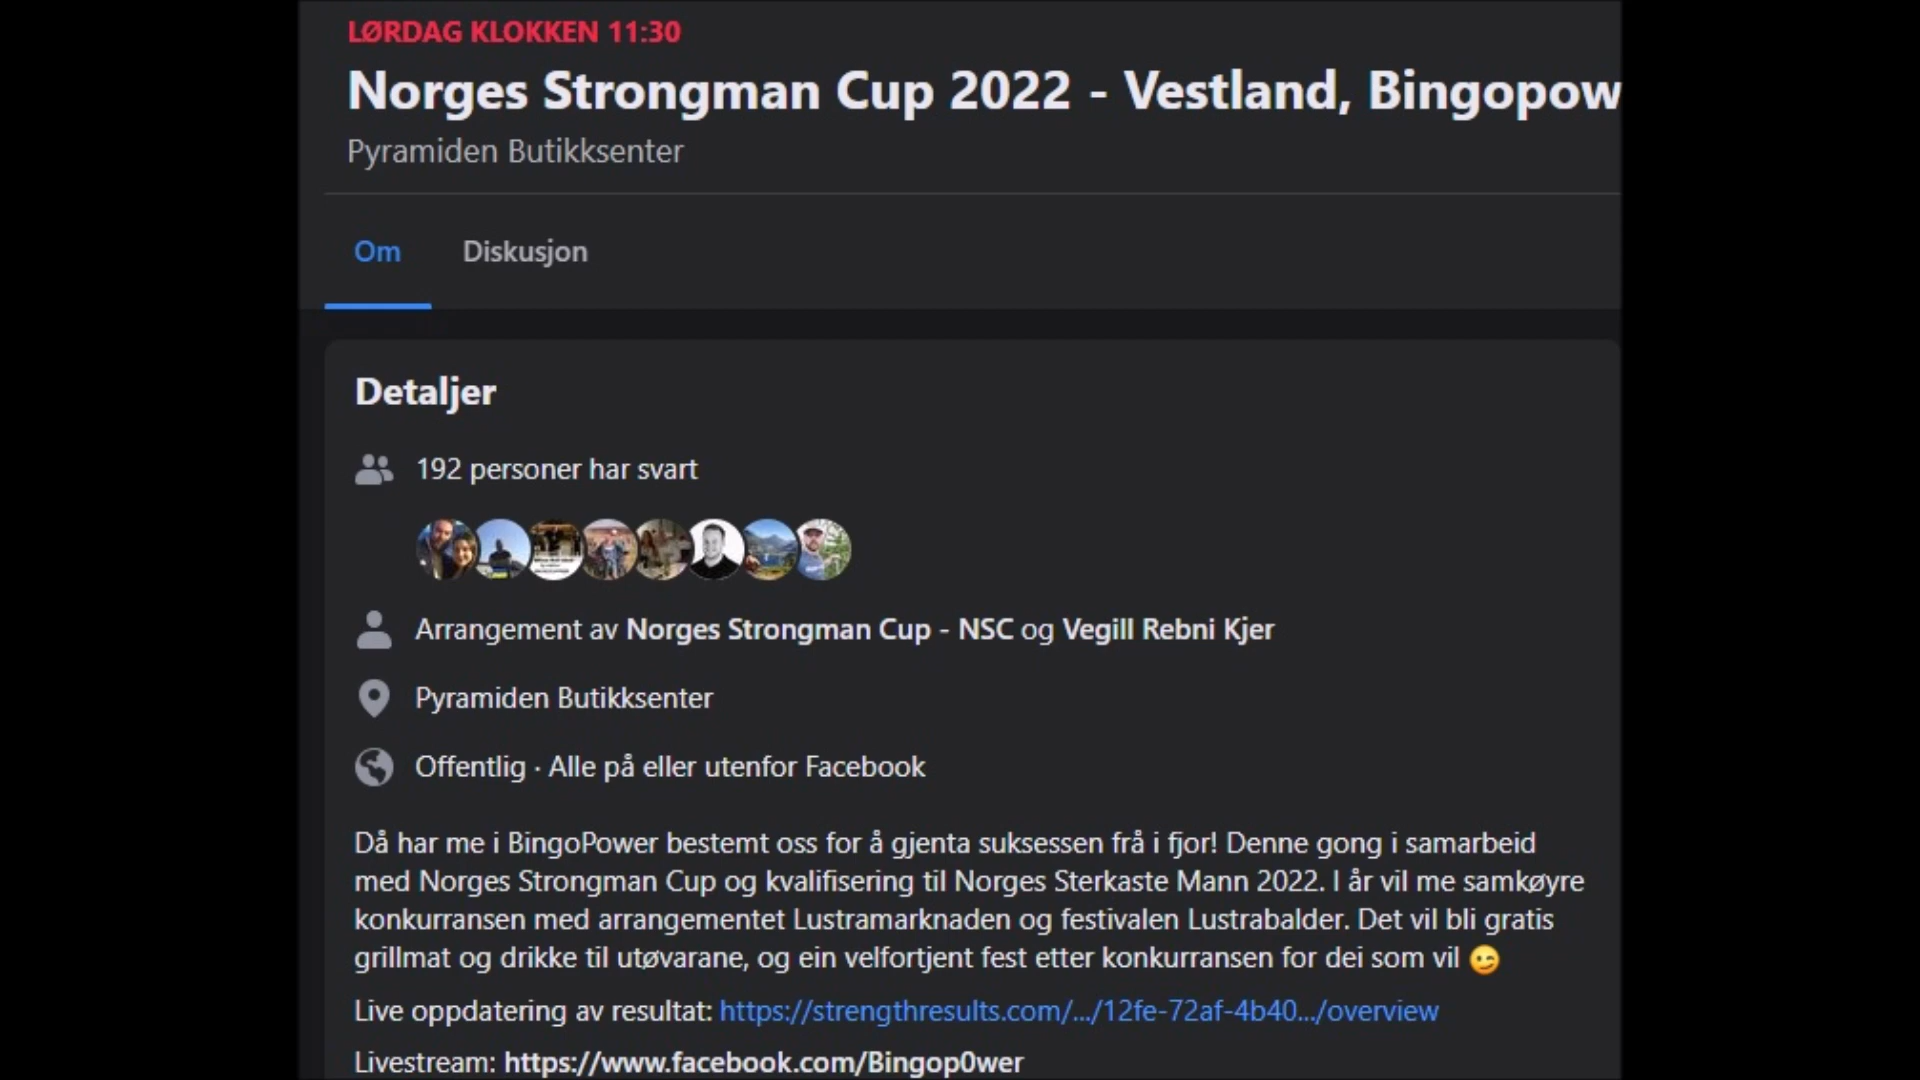 LØRDAG KLOKKEN 11:30
Norges Strongman Cup 2022 - Vestland, Bingopow
Pyramiden Butikksenter
Om
Diskusjon
Detaljer
192 personer har svart
Arrangement av Norges Strongman Cup - NSC og Vegill Rebni Kjer
Pyramiden Butikksenter
Offentlig · Alle på eller utenfor Facebook
Då har me i BingoPower bestemt oss for å gjenta suksessen frå i fjor! Denne gong i samarbeid
med Norges Strongman Cup og kvalifisering til Norges Sterkaste Mann 2022. I år vil me samkøyre
konkurransen med arrangementet Lustramarknaden og festivalen Lustrabalder. Det vil bli gratis
grillmat og drikke til utøvarane, og ein velfortjent fest etter konkurransen for dei som vil 😉
Live oppdatering av resultat: https://strengthresults.com/.../12fe-72af-4b40.../overview
Livestream: https://www.facebook.com/Bingop0wer